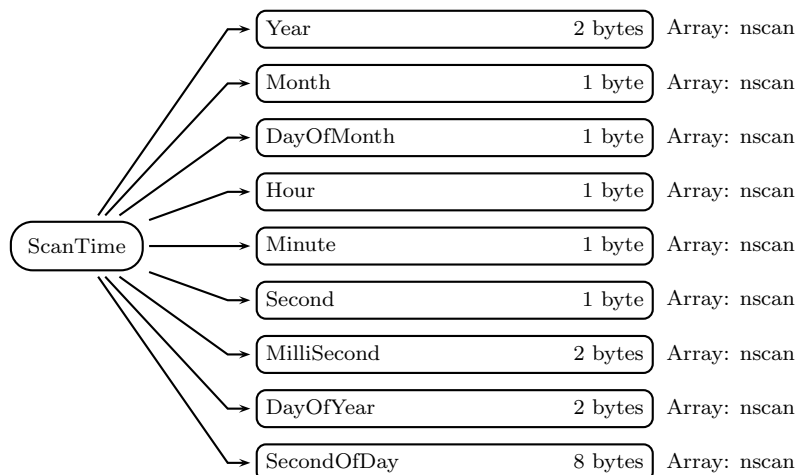 Year 2 bytes Array: nscan
Month 1 byte Array: nscan
DayOfMonth 1 byte Array: nscan
Hour 1 byte Array: nscan
ScanTime Minute 1 byte Array: nscan
Second 1 byte Array: nscan
MilliSecond 2 bytes Array: nscan
DayOfYear 2 bytes Array: nscan
SecondOfDay 8 bytes Array: nscan